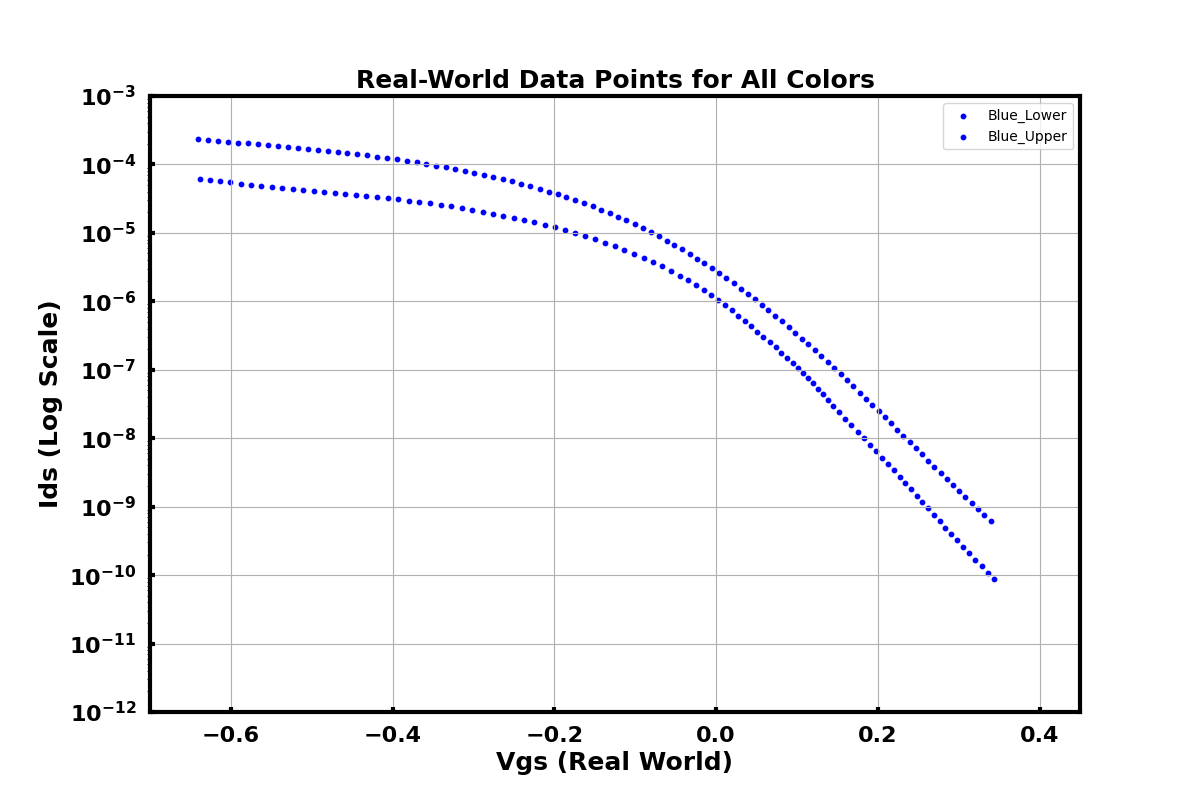 Real-World Data Points for All Colors
Blue_Lower
Blue_Upper
Ids (Log Scale)
10⁻³
10⁻⁴
10⁻⁵
10⁻⁶
10⁻⁷
10⁻⁸
10⁻⁹
10⁻¹⁰
10⁻¹¹
10⁻¹²
−0.6 −0.4 −0.2 0.0 0.2 0.4
Vgs (Real World)